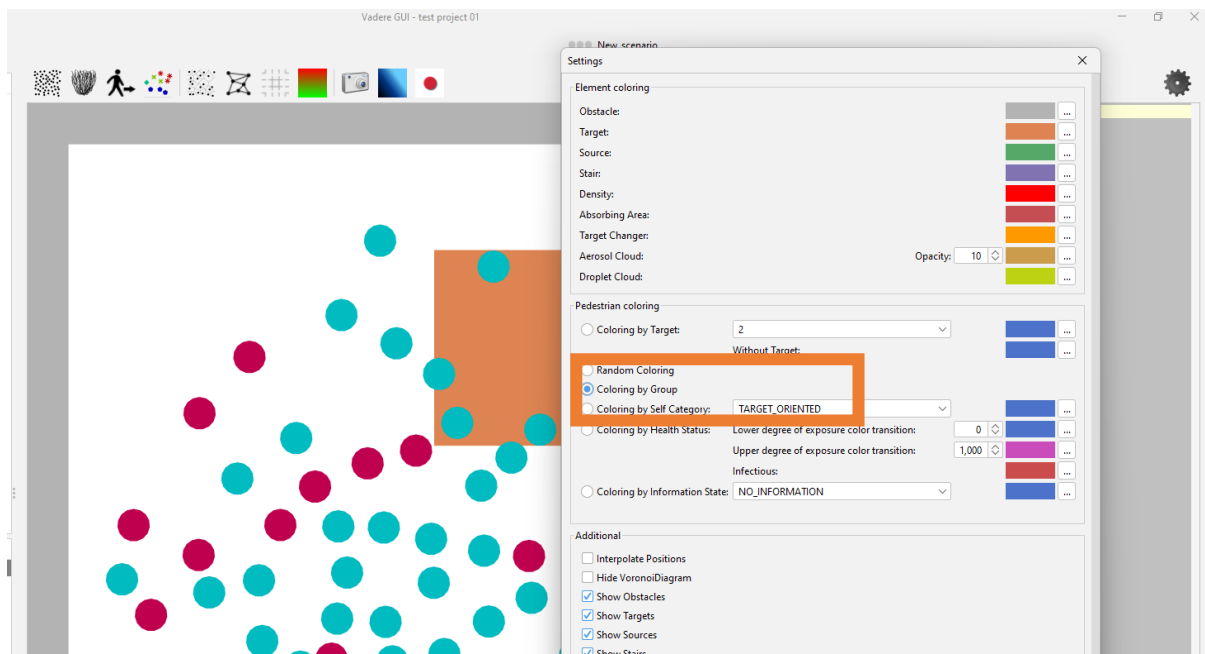 Vadere GUI - test project 01
New scenario
Settings
Element coloring
Obstacle: ...
Target: ...
Source: ...
Stair: ...
Density: ...
Absorbing Area: ...
Target Changer: ...
Aerosol Cloud: Opacity: 10 ...
Droplet Cloud: ...
Pedestrian coloring
Coloring by Target: 2 ...
Without Target: ...
Random Coloring
Coloring by Group
Coloring by Self Category: TARGET_ORIENTED ...
Coloring by Health Status: Lower degree of exposure color transition: 0 ...
Upper degree of exposure color transition: 1,000 ...
Infectious: ...
Coloring by Information State: NO_INFORMATION ...
Additional
Interpolate Positions
Hide VoronoiDiagram
Show Obstacles
Show Targets
Show Sources
Show Stairs